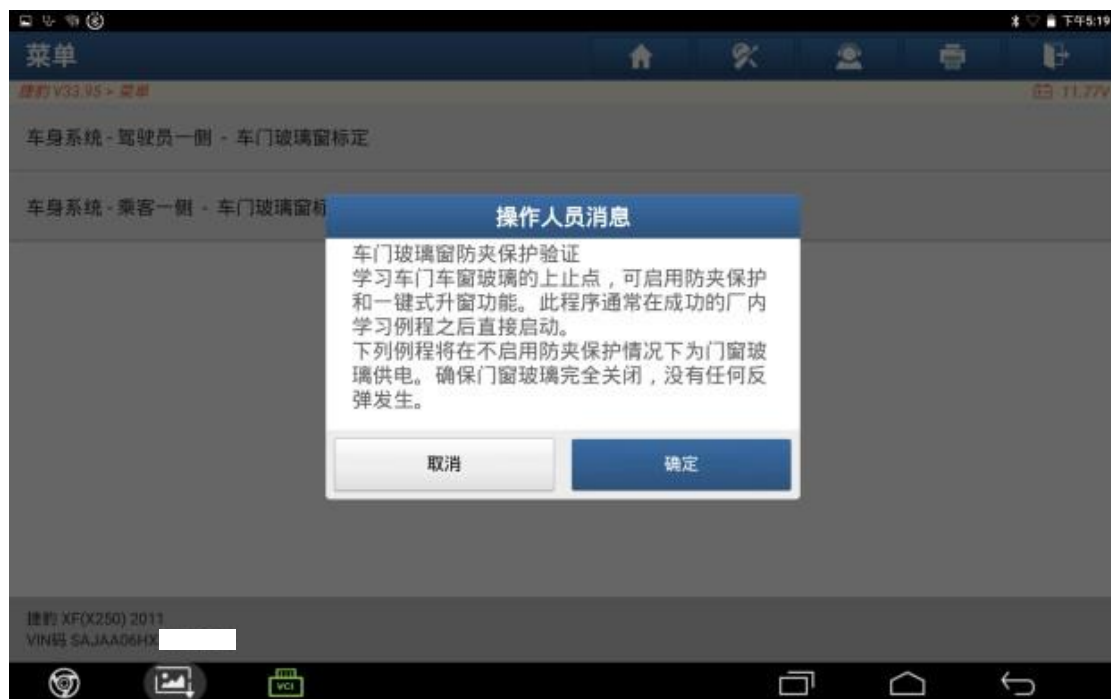 下午5:19
菜单
捷豹 V33.95 > 菜单
11.77V
车身系统 - 驾驶员一侧 - 车门玻璃窗标定
车身系统 - 乘客一侧 - 车门玻璃窗标
操作人员消息
车门玻璃窗防夹保护验证
学习车门车窗玻璃的上止点，可启用防夹保护
和一键式升窗功能。此程序通常在成功的厂内
学习例程之后直接启动。
下列例程将在不启用防夹保护情况下为门窗玻
璃供电。确保门窗玻璃完全关闭，没有任何反
弹发生。
取消
确定
捷豹 XF(X250) 2011
VIN码 SAJAA06HX
VCI